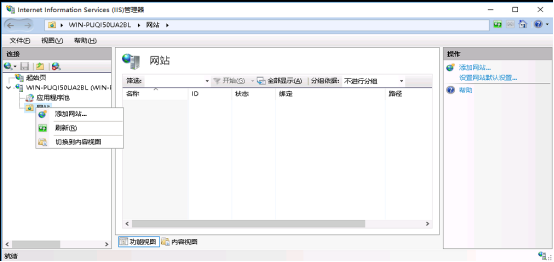 Internet Information Services (IIS)管理器
WIN-PUQI50UA2BL ▸ 网站 ▸
文件(F) 视图(V) 帮助(H)
连接
起始页
WIN-PUQI50UA2BL (WIN-I
应用程序池
网站
添加网站...
刷新(R)
切换到内容视图
网站
筛选: 开始(G) 全部显示(A) 分组依据: 不进行分组
名称 ID 状态 绑定 路径
功能视图 内容视图
操作
添加网站...
设置网站默认设置...
帮助
就绪